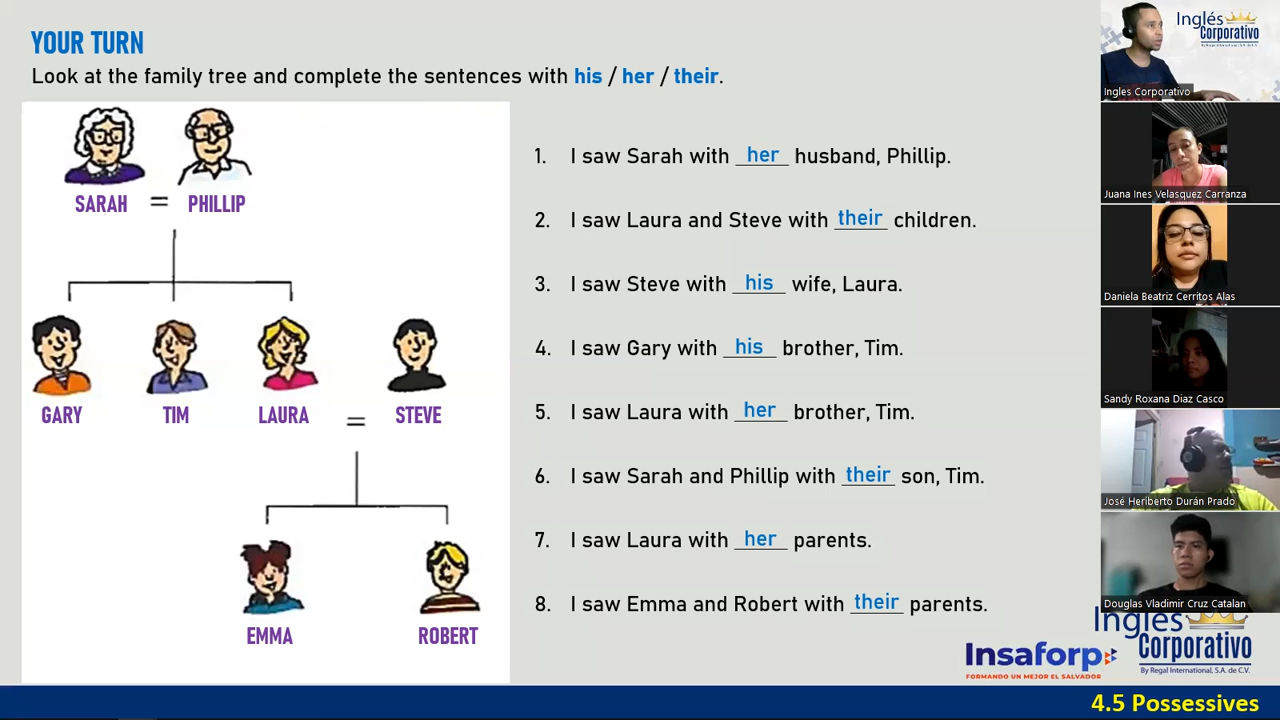 YOUR TURN
Look at the family tree and complete the sentences with his / her / their.
SARAH = PHILLIP
GARY TIM LAURA = STEVE
EMMA ROBERT
1. I saw Sarah with her husband, Phillip.
2. I saw Laura and Steve with their children.
3. I saw Steve with his wife, Laura.
4. I saw Gary with his brother, Tim.
5. I saw Laura with her brother, Tim.
6. I saw Sarah and Phillip with their son, Tim.
7. I saw Laura with her parents.
8. I saw Emma and Robert with their parents.
Inglés
Corporativo
By Regal International, S.A. de C.V.
Ingles Corporativo
Juana Ines Velasquez Carranza
Daniela Beatriz Cerritos Alas
Sandy Roxana Diaz Casco
José Heriberto Durán Prado
Douglas Vladimir Cruz Catalan
Inglés
Corporativo
By Regal International, S.A. de C.V.
Insaforp
FORMANDO UN MEJOR EL SALVADOR
4.5 Possessives